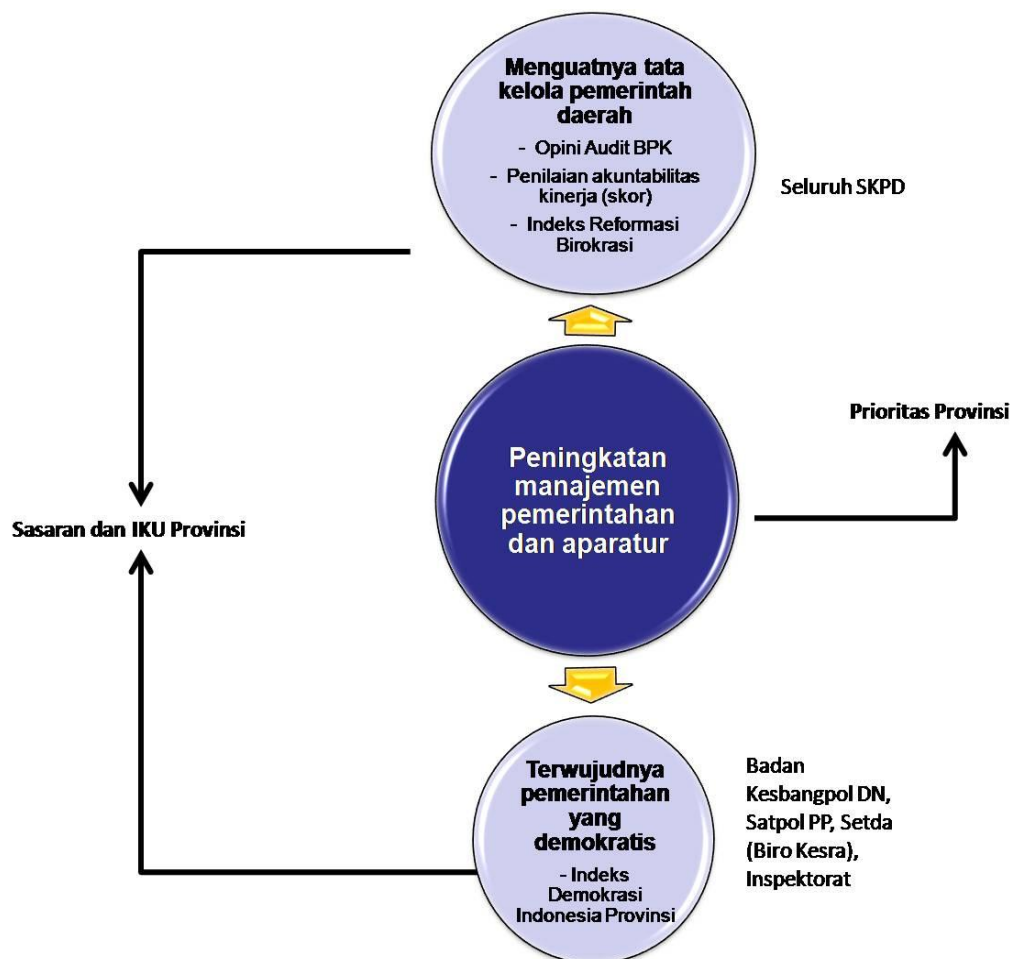 Menguatnya tata
kelola pemerintah
daerah
- Opini Audit BPK
- Penilaian akuntabilitas
kinerja (skor)
- Indeks Reformasi
Birokrasi
Seluruh SKPD
Prioritas Provinsi
Peningkatan
manajemen
pemerintahan
dan aparatur
Sasaran dan IKU Provinsi
Terwujudnya
pemerintahan
yang
demokratis
- Indeks
Demokrasi
Indonesia Provinsi
Badan
Kesbangpol DN,
Satpol PP, Setda
(Biro Kesra),
Inspektorat